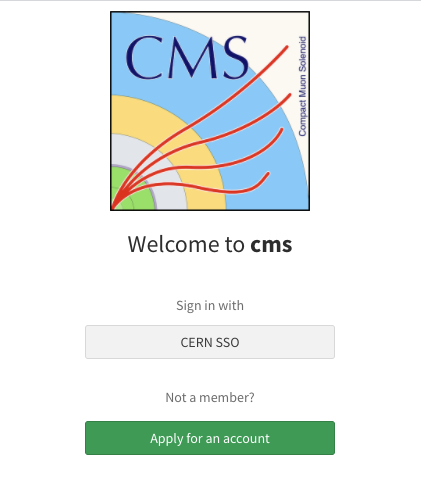 CMS
Compact Muon Solenoid
Welcome to cms
Sign in with
CERN SSO
Not a member?
Apply for an account